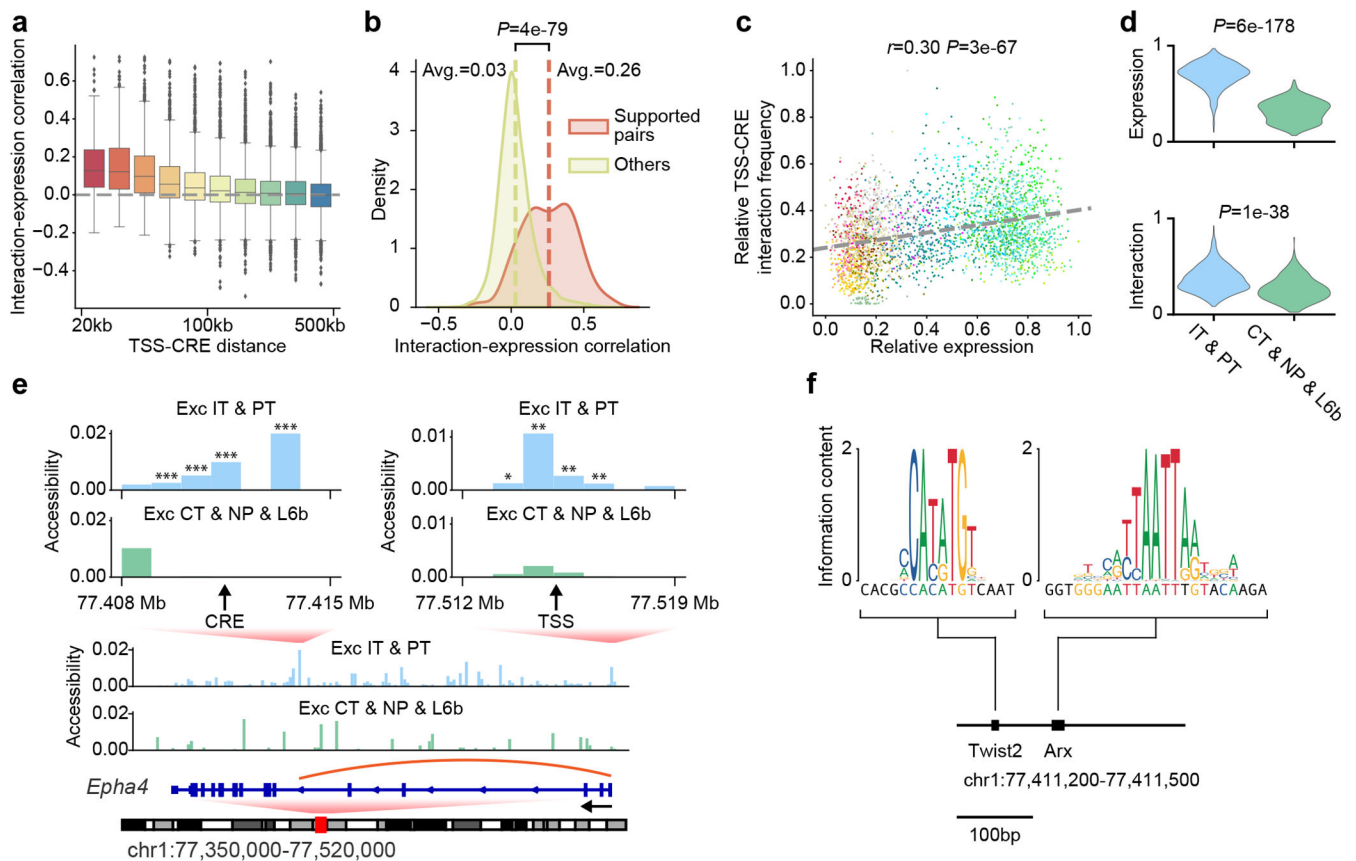 a
Interaction-expression correlation
0.6
0.4
0.2
0.0
−0.2
−0.4
20kb
100kb
500kb
TSS-CRE distance
b
P=4e-79
Avg.=0.03
Avg.=0.26
Supported
pairs
Others
Density
4
3
2
1
0
−0.5
0.0
0.5
Interaction-expression correlation
c
r=0.30 P=3e-67
Relative TSS-CRE
interaction frequency
1.0
0.8
0.6
0.4
0.2
0.0
0.0
0.2
0.4
0.6
0.8
1.0
Relative expression
d
P=6e-178
Expression
1
0
P=1e-38
Interaction
1
0
IT & PT
CT & NP & L6b
e
Exc IT & PT
Accessibility
0.02
0.00
***
***
***
***
Exc CT & NP & L6b
0.02
0.00
77.408 Mb
77.415 Mb
CRE
Exc IT & PT
Accessibility
0.01
0.00
*
**
**
**
Exc CT & NP & L6b
0.01
0.00
77.512 Mb
77.519 Mb
TSS
Exc IT & PT
Accessibility
0.02
0.00
Exc CT & NP & L6b
0.02
0.00
Epha4
chr1:77,350,000-77,520,000
f
Information content
2
0
CACGCCACATGTCAAT
2
0
GGTGGGAATTAATTTGTACAAGA
Twist2
Arx
chr1:77,411,200-77,411,500
100bp